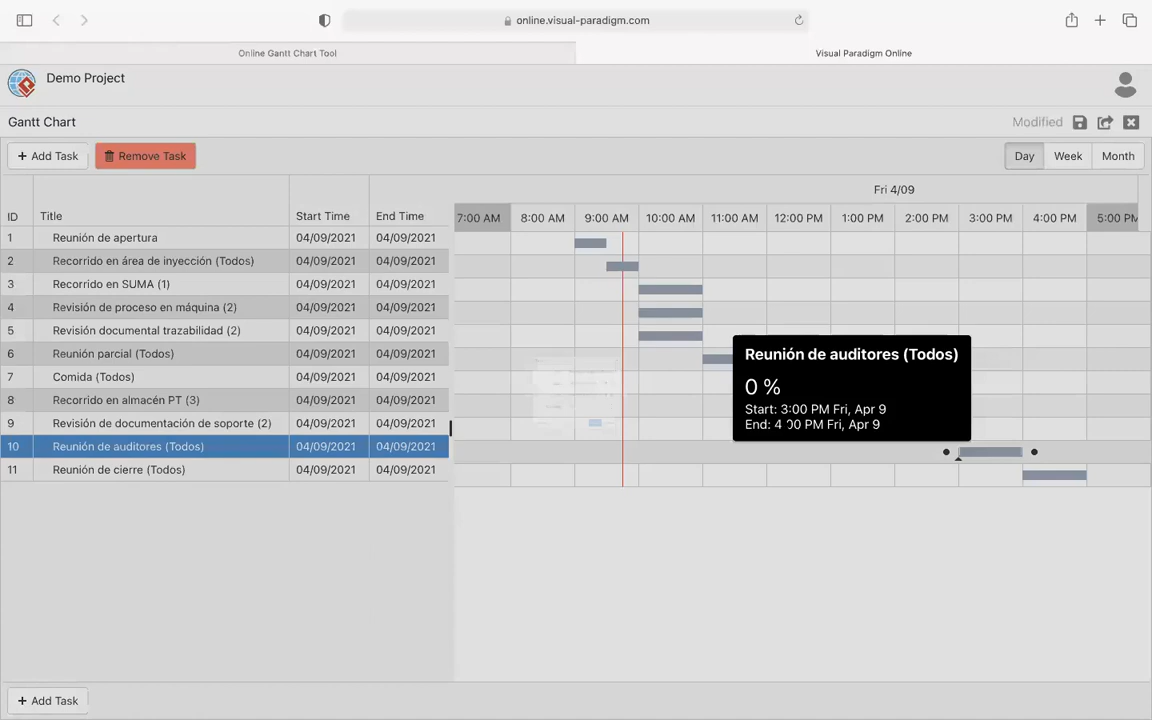 online.visual-paradigm.com
Online Gantt Chart Tool
Visual Paradigm Online
Demo Project
Gantt Chart
Modified
+ Add Task
Remove Task
Day
Week
Month
Fri 4/09
ID Title Start Time End Time
7:00 AM 8:00 AM 9:00 AM 10:00 AM 11:00 AM 12:00 PM 1:00 PM 2:00 PM 3:00 PM 4:00 PM 5:00 PM
1 Reunión de apertura 04/09/2021 04/09/2021
2 Recorrido en área de inyección (Todos) 04/09/2021 04/09/2021
3 Recorrido en SUMA (1) 04/09/2021 04/09/2021
4 Revisión de proceso en máquina (2) 04/09/2021 04/09/2021
5 Revisión documental trazabilidad (2) 04/09/2021 04/09/2021
6 Reunión parcial (Todos) 04/09/2021 04/09/2021
7 Comida (Todos) 04/09/2021 04/09/2021
8 Recorrido en almacén PT (3) 04/09/2021 04/09/2021
9 Revisión de documentación de soporte (2) 04/09/2021 04/09/2021
10 Reunión de auditores (Todos) 04/09/2021 04/09/2021
11 Reunión de cierre (Todos) 04/09/2021 04/09/2021
Reunión de auditores (Todos)
0 %
Start: 3:00 PM Fri, Apr 9
End: 4:00 PM Fri, Apr 9
+ Add Task